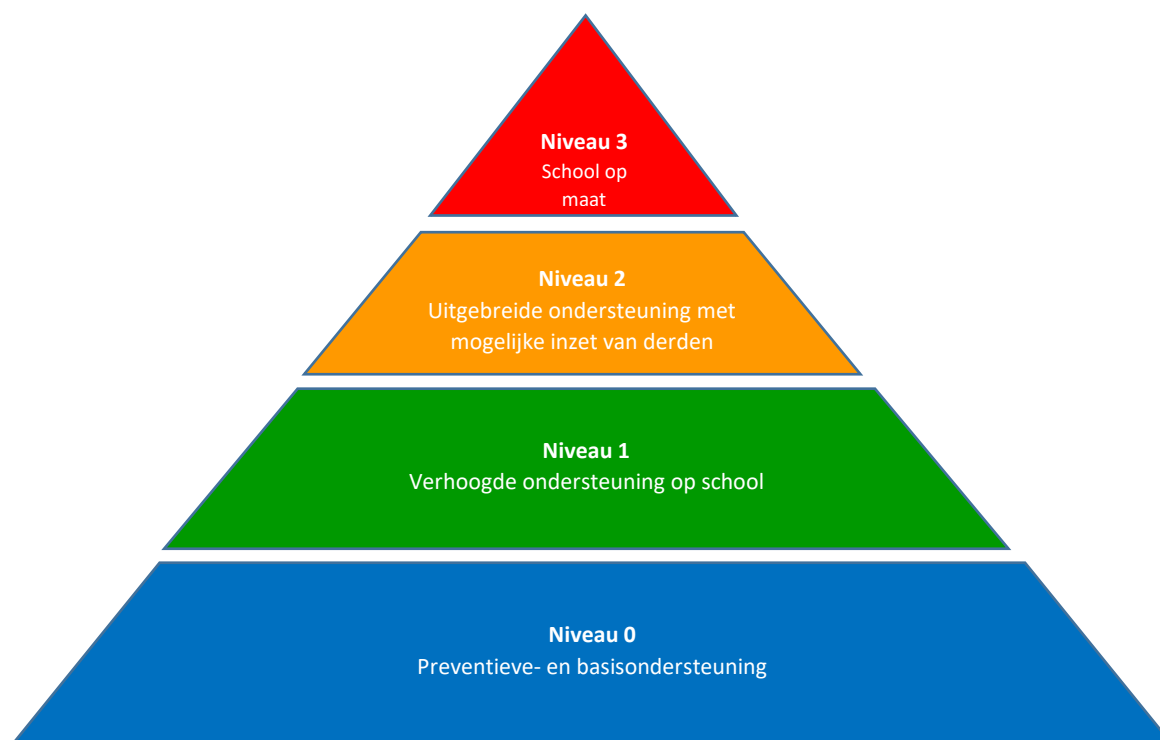 Niveau 3
School op
maat
Niveau 2
Uitgebreide ondersteuning met
mogelijke inzet van derden
Niveau 1
Verhoogde ondersteuning op school
Niveau 0
Preventieve- en basisondersteuning